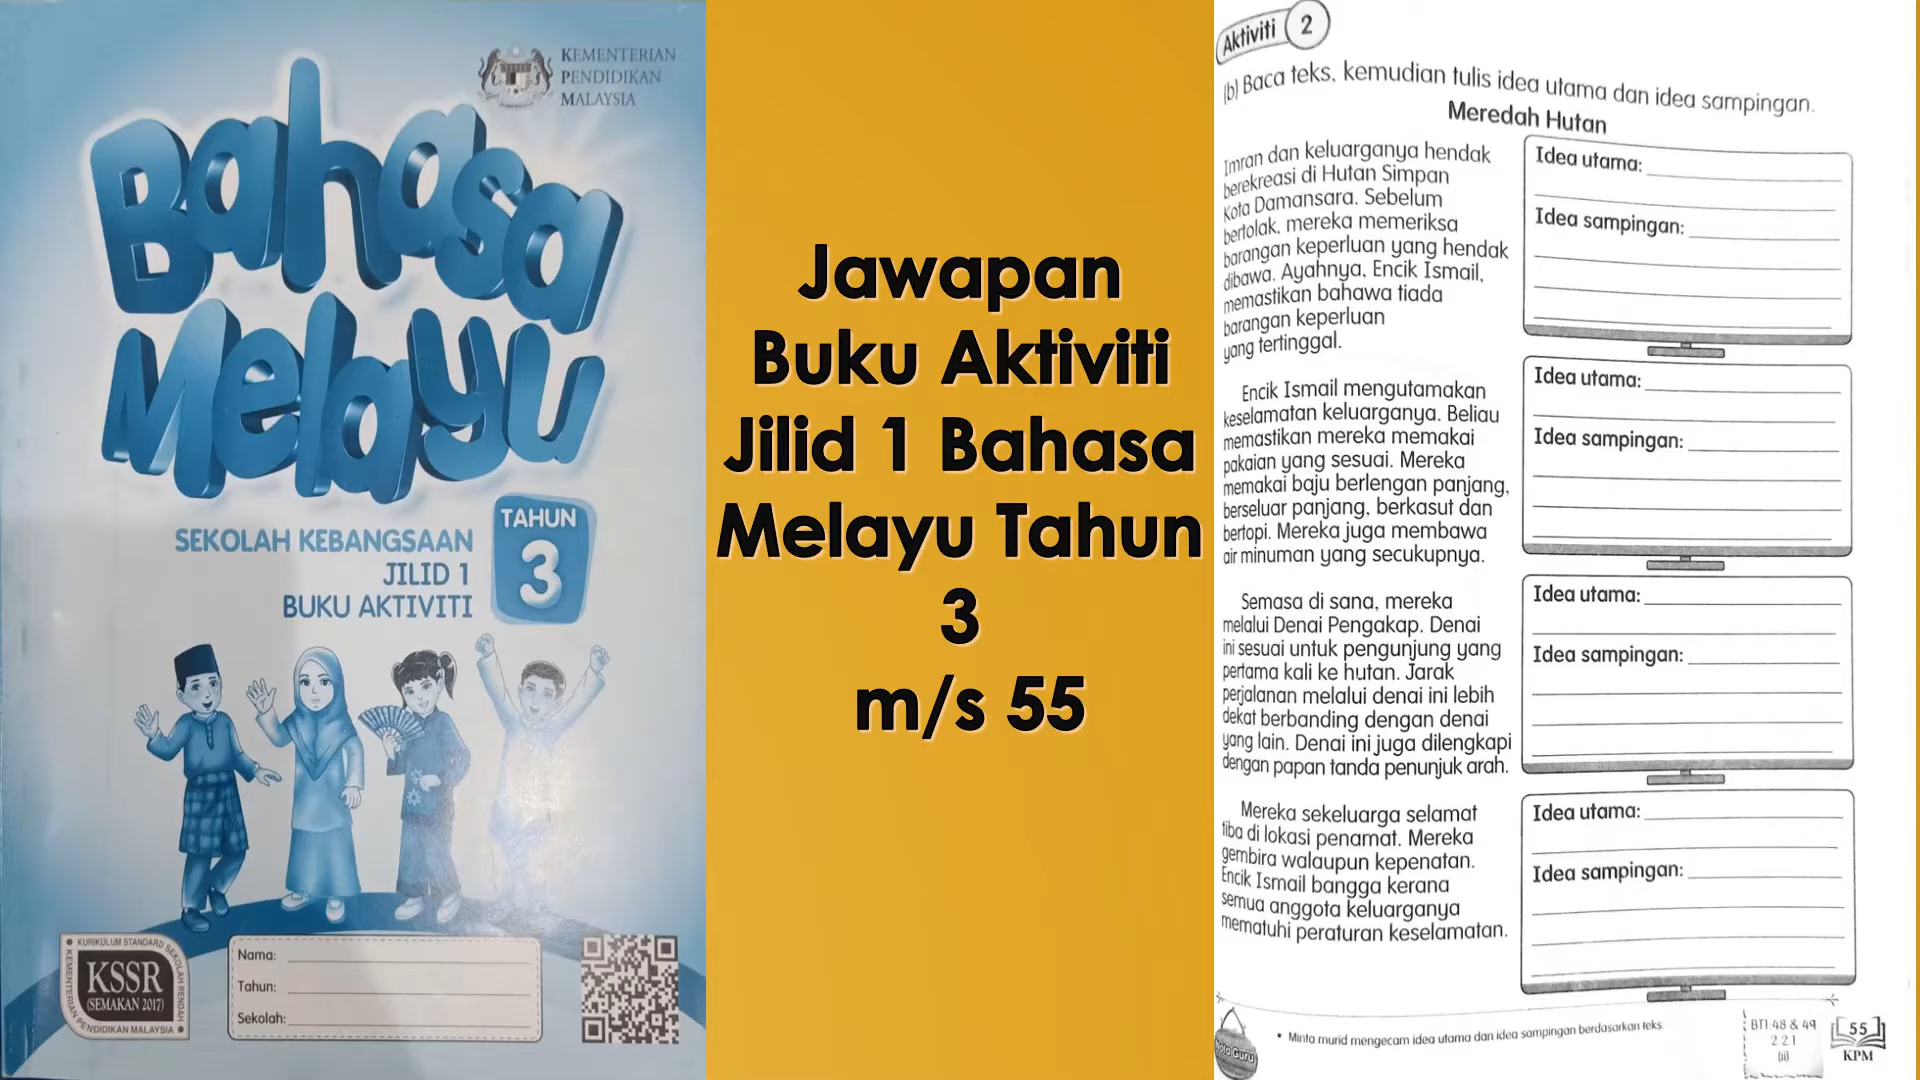 KEMENTERIAN
PENDIDIKAN
MALAYSIA
Bahasa
Melayu
SEKOLAH KEBANGSAAN
JILID 1
BUKU AKTIVITI
TAHUN
3
KURIKULUM STANDARD SEKOLAH RENDAH
KSSR
(SEMAKAN 2017)
KEMENTERIAN PENDIDIKAN MALAYSIA
Nama:
Tahun:
Sekolah:
Jawapan
Buku Aktiviti
Jilid 1 Bahasa
Melayu Tahun
3
m/s 55
Aktiviti 2
(b) Baca teks, kemudian tulis idea utama dan idea sampingan.
Meredah Hutan
Imran dan keluarganya hendak
berekreasi di Hutan Simpan
Kota Damansara. Sebelum
bertolak, mereka memeriksa
barangan keperluan yang hendak
dibawa. Ayahnya, Encik Ismail,
memastikan bahawa tiada
barangan keperluan
yang tertinggal.
Idea utama:
Idea sampingan:
Encik Ismail mengutamakan
keselamatan keluarganya. Beliau
memastikan mereka memakai
pakaian yang sesuai. Mereka
memakai baju berlengan panjang,
berseluar panjang, berkasut dan
bertopi. Mereka juga membawa
air minuman yang secukupnya.
Idea utama:
Idea sampingan:
Semasa di sana, mereka
melalui Denai Pengakap. Denai
ini sesuai untuk pengunjung yang
pertama kali ke hutan. Jarak
perjalanan melalui denai ini lebih
dekat berbanding dengan denai
yang lain. Denai ini juga dilengkapi
dengan papan tanda penunjuk arah.
Idea utama:
Idea sampingan:
Mereka sekeluarga selamat
tiba di lokasi penamat. Mereka
gembira walaupun kepenatan.
Encik Ismail bangga kerana
semua anggota keluarganya
mematuhi peraturan keselamatan.
Idea utama:
Idea sampingan:
Nota Guru
• Minta murid mengecam idea utama dan idea sampingan berdasarkan teks.
BT1:48 & 49
2 2 1
(ii)
55
KPM